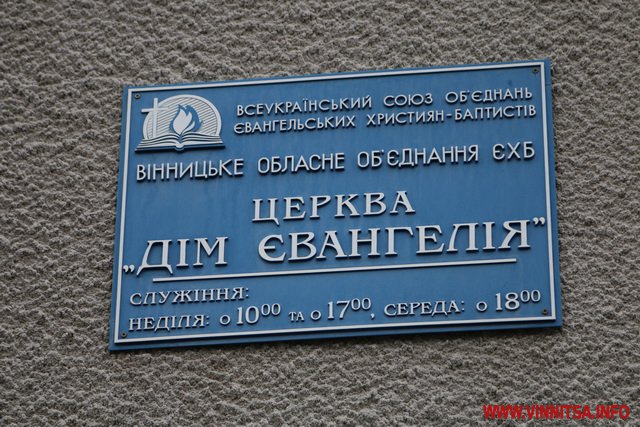 ВСЕУКРАЇНСЬКИЙ СОЮЗ ОБ'ЄДНАНЬ
ЄВАНГЕЛЬСЬКИХ ХРИСТИЯН-БАПТИСТІВ
ВІННИЦЬКЕ ОБЛАСНЕ ОБ'ЄДНАННЯ ЄХБ
ЦЕРКВА
„ДІМ ЄВАНГЕЛІЯ”
СЛУЖІННЯ:
НЕДІЛЯ: О 10⁰⁰ ТА О 17⁰⁰, СЕРЕДА: О 18⁰⁰
WWW.VINNITSA.INFO